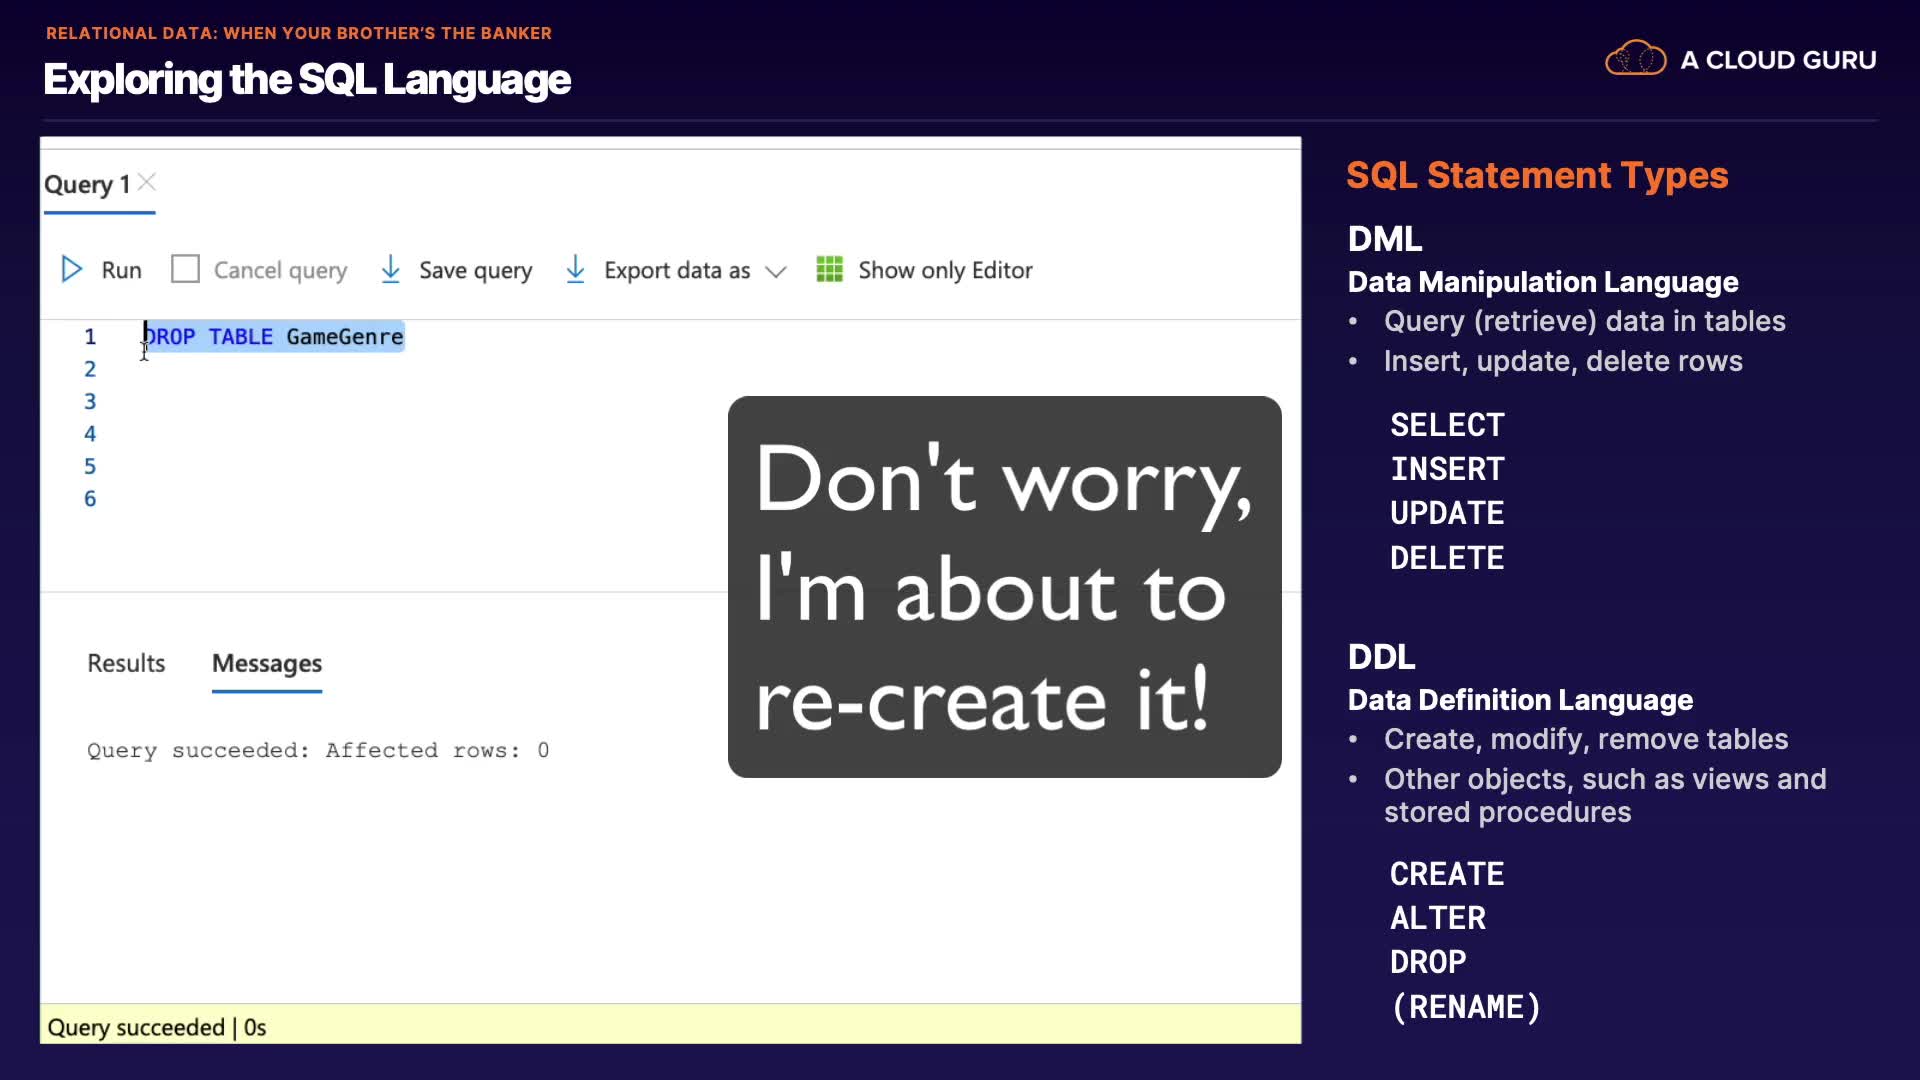 RELATIONAL DATA: WHEN YOUR BROTHER'S THE BANKER
Exploring the SQL Language
A CLOUD GURU
Query 1
Run Cancel query Save query Export data as Show only Editor
1 DROP TABLE GameGenre
2
3
4
5
6
Don't worry,
I'm about to
re-create it!
Results Messages
Query succeeded: Affected rows: 0
Query succeeded | 0s
SQL Statement Types
DML
Data Manipulation Language
• Query (retrieve) data in tables
• Insert, update, delete rows
SELECT
INSERT
UPDATE
DELETE
DDL
Data Definition Language
• Create, modify, remove tables
• Other objects, such as views and
stored procedures
CREATE
ALTER
DROP
(RENAME)